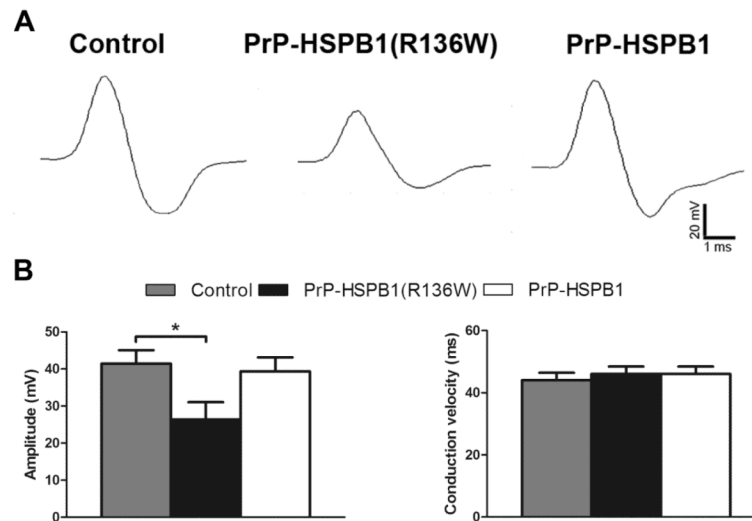 A
Control PrP-HSPB1(R136W) PrP-HSPB1
20 mV
1 ms
B
Control PrP-HSPB1(R136W) PrP-HSPB1
Amplitude (mV)
50
40
30
20
10
0
*
Conduction velocity (ms)
60
40
20
0